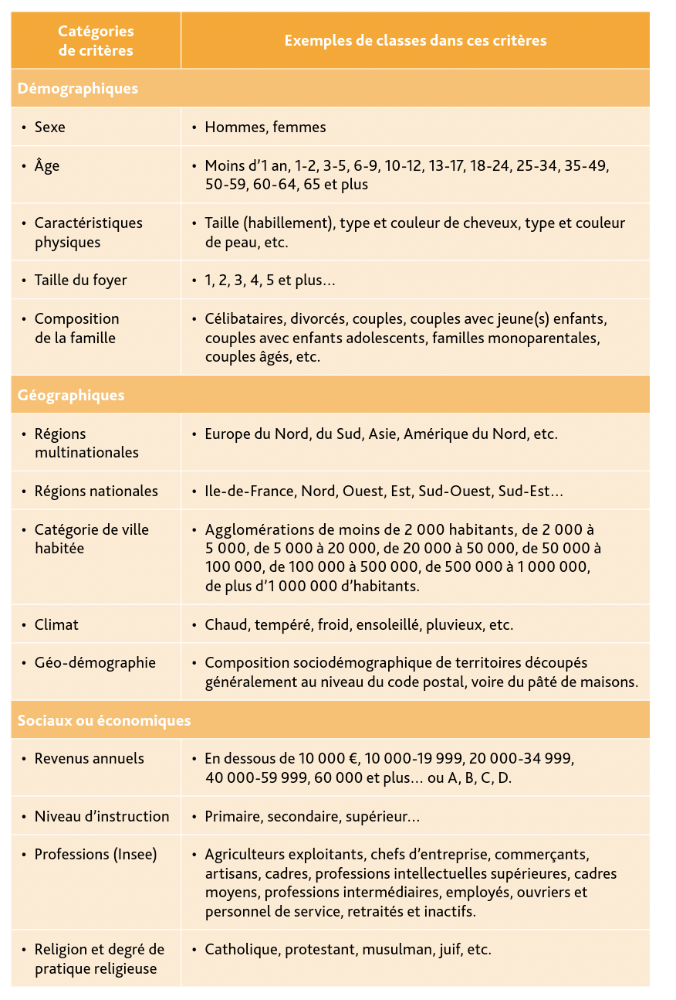 Catégories
de critères
Exemples de classes dans ces critères
Démographiques
• Sexe
• Hommes, femmes
• Âge
• Moins d’1 an, 1-2, 3-5, 6-9, 10-12, 13-17, 18-24, 25-34, 35-49,
50-59, 60-64, 65 et plus
• Caractéristiques
physiques
• Taille (habillement), type et couleur de cheveux, type et couleur
de peau, etc.
• Taille du foyer
• 1, 2, 3, 4, 5 et plus…
• Composition
de la famille
• Célibataires, divorcés, couples, couples avec jeune(s) enfants,
couples avec enfants adolescents, familles monoparentales,
couples âgés, etc.
Géographiques
• Régions
multinationales
• Europe du Nord, du Sud, Asie, Amérique du Nord, etc.
• Régions nationales
• Ile-de-France, Nord, Ouest, Est, Sud-Ouest, Sud-Est…
• Catégorie de ville
habitée
• Agglomérations de moins de 2 000 habitants, de 2 000 à
5 000, de 5 000 à 20 000, de 20 000 à 50 000, de 50 000 à
100 000, de 100 000 à 500 000, de 500 000 à 1 000 000,
de plus d’1 000 000 d’habitants.
• Climat
• Chaud, tempéré, froid, ensoleillé, pluvieux, etc.
• Géo-démographie
• Composition sociodémographique de territoires découpés
généralement au niveau du code postal, voire du pâté de maisons.
Sociaux ou économiques
• Revenus annuels
• En dessous de 10 000 €, 10 000-19 999, 20 000-34 999,
40 000-59 999, 60 000 et plus… ou A, B, C, D.
• Niveau d’instruction
• Primaire, secondaire, supérieur…
• Professions (Insee)
• Agriculteurs exploitants, chefs d’entreprise, commerçants,
artisans, cadres, professions intellectuelles supérieures, cadres
moyens, professions intermédiaires, employés, ouvriers et
personnel de service, retraités et inactifs.
• Religion et degré de
pratique religieuse
• Catholique, protestant, musulman, juif, etc.